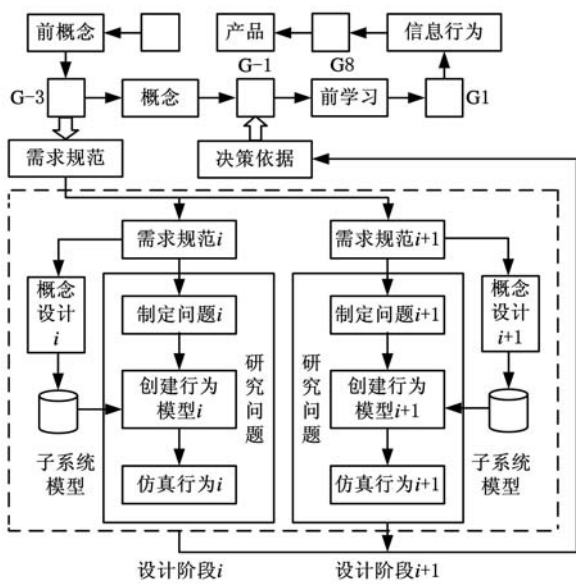 前概念
产品
信息行为
G-1
G8
G-3
概念
前学习
G1
需求规范
决策依据
需求规范i
需求规范i+1
概念
设计
i
制定问题i
研究问题
创建行为
模型i
仿真行为i
子系统
模型
制定问题i+1
研究问题
创建行为
模型i+1
仿真行为i+1
概念
设计
i+1
子系统
模型
设计阶段i
设计阶段i+1